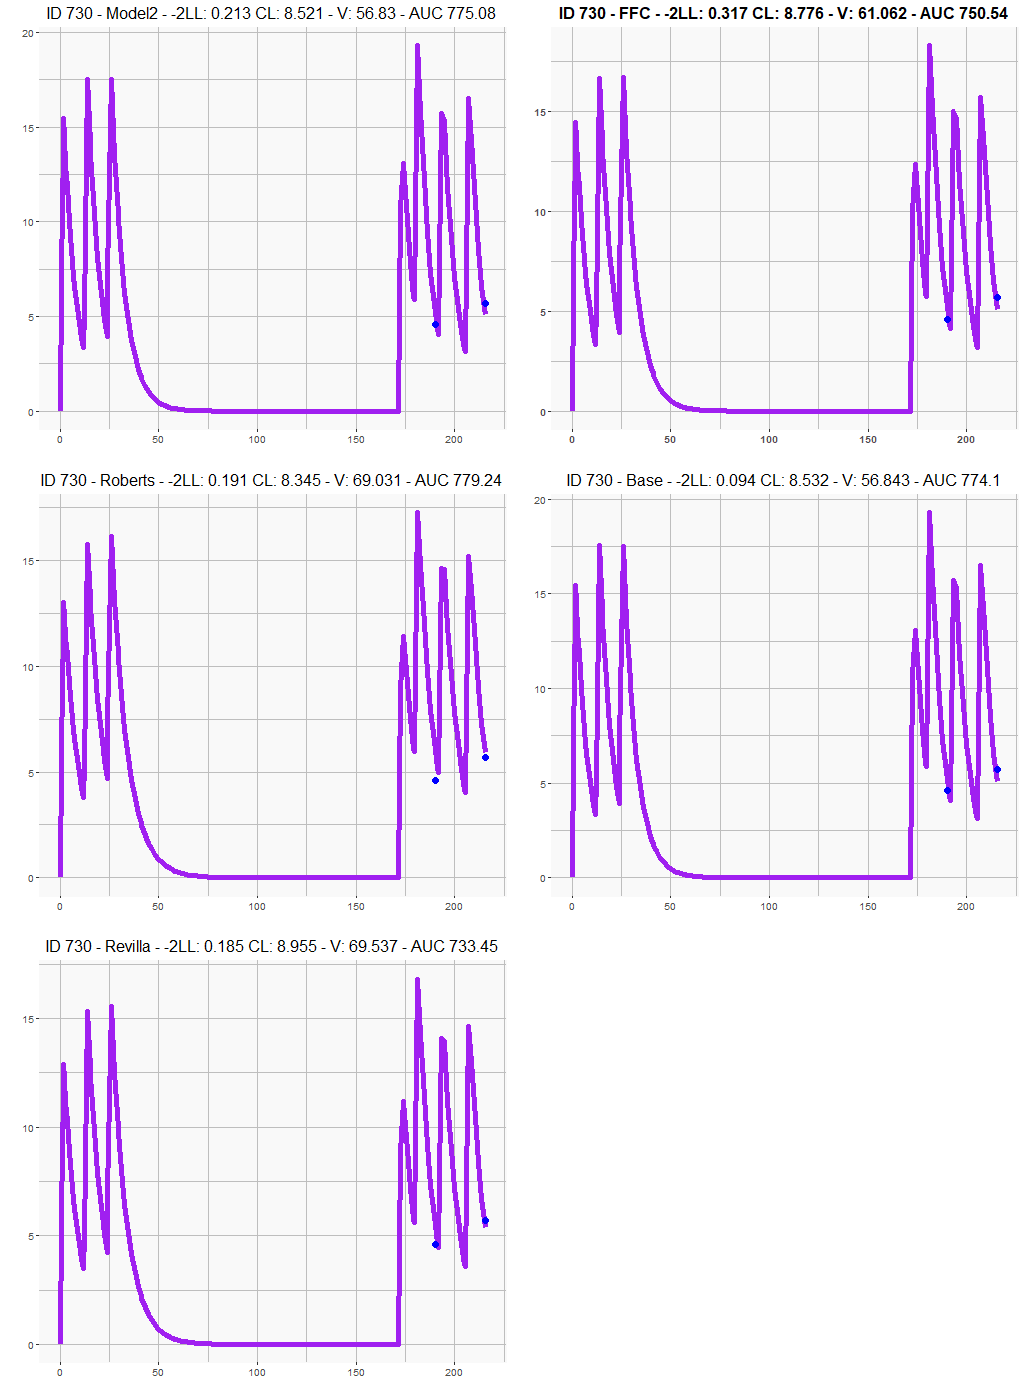 ID 730 - Model2 - -2LL: 0.213 CL: 8.521 - V: 56.83 - AUC 775.08
20
15
10
5
0
0 50 100 150 200
ID 730 - FFC - -2LL: 0.317 CL: 8.776 - V: 61.062 - AUC 750.54
15
10
5
0
0 50 100 150 200
ID 730 - Roberts - -2LL: 0.191 CL: 8.345 - V: 69.031 - AUC 779.24
15
10
5
0
0 50 100 150 200
ID 730 - Base - -2LL: 0.094 CL: 8.532 - V: 56.843 - AUC 774.1
20
15
10
5
0
0 50 100 150 200
ID 730 - Revilla - -2LL: 0.185 CL: 8.955 - V: 69.537 - AUC 733.45
15
10
5
0
0 50 100 150 200